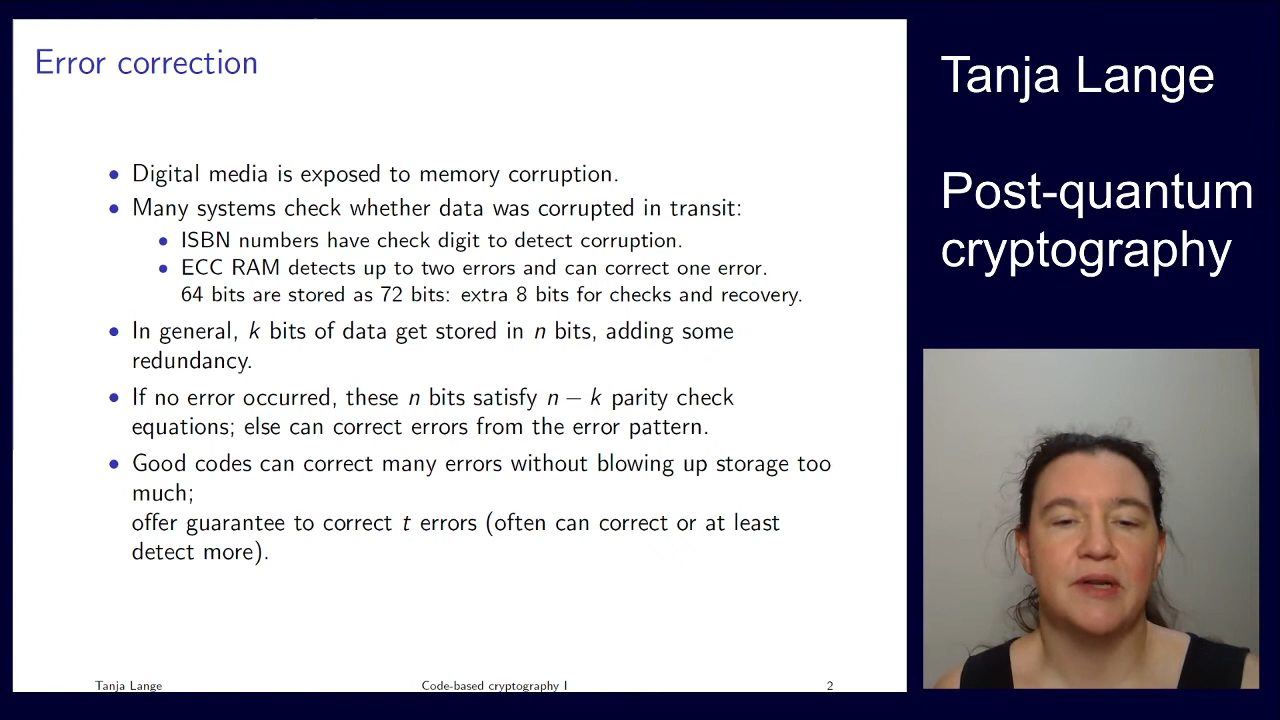 Error correction
• Digital media is exposed to memory corruption.
• Many systems check whether data was corrupted in transit:
• ISBN numbers have check digit to detect corruption.
• ECC RAM detects up to two errors and can correct one error.
64 bits are stored as 72 bits: extra 8 bits for checks and recovery.
• In general, k bits of data get stored in n bits, adding some
redundancy.
• If no error occurred, these n bits satisfy n − k parity check
equations; else can correct errors from the error pattern.
• Good codes can correct many errors without blowing up storage too
much;
offer guarantee to correct t errors (often can correct or at least
detect more).
Tanja Lange
Code-based cryptography I
2
Tanja Lange
Post-quantum
cryptography